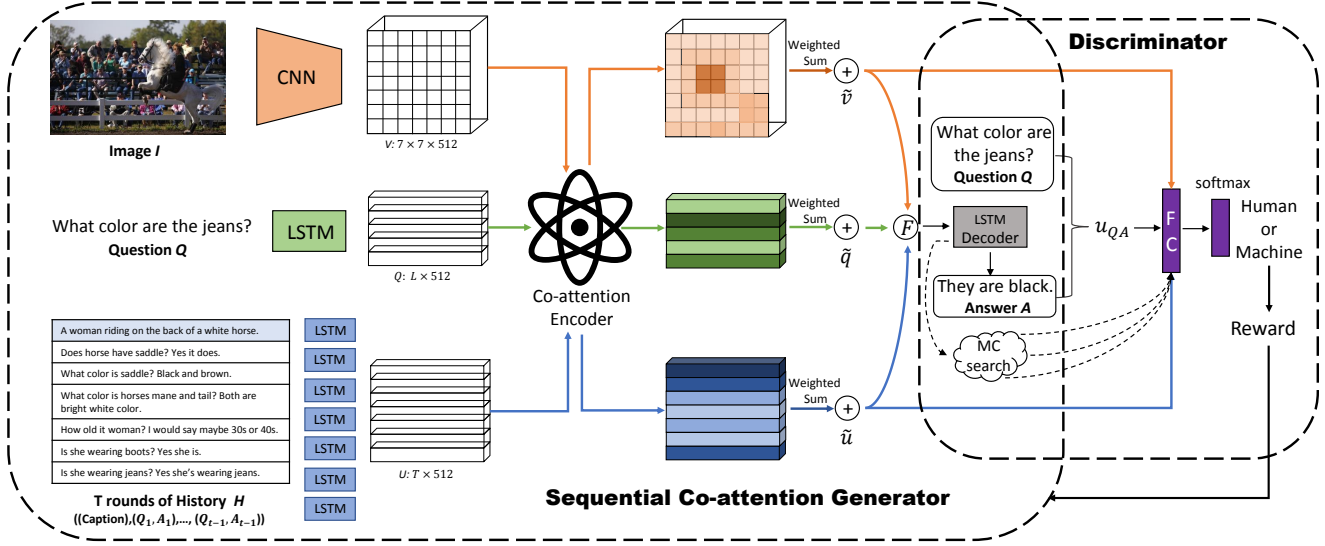 Discriminator
CNN
Image I
V: 7 × 7 × 512
Weighted
Sum
+
ṽ
What color are the jeans?
Question Q
LSTM
Q: L × 512
Co-attention
Encoder
Weighted
Sum
+
q̃
F
LSTM
Decoder
What color are
the jeans?
Question Q
They are black.
Answer A
MC
search
u_QA
F
C
softmax
Human
or
Machine
Reward
A woman riding on the back of a white horse.
Does horse have saddle? Yes it does.
What color is saddle? Black and brown.
What color is horses mane and tail? Both are
bright white color.
How old it woman? I would say maybe 30s or 40s.
Is she wearing boots? Yes she is.
Is she wearing jeans? Yes she's wearing jeans.
LSTM
LSTM
LSTM
LSTM
LSTM
LSTM
LSTM
T rounds of History H
((Caption),(Q₁, A₁),…, (Qₜ₋₁, Aₜ₋₁))
U: T × 512
Weighted
Sum
+
ũ
Sequential Co-attention Generator